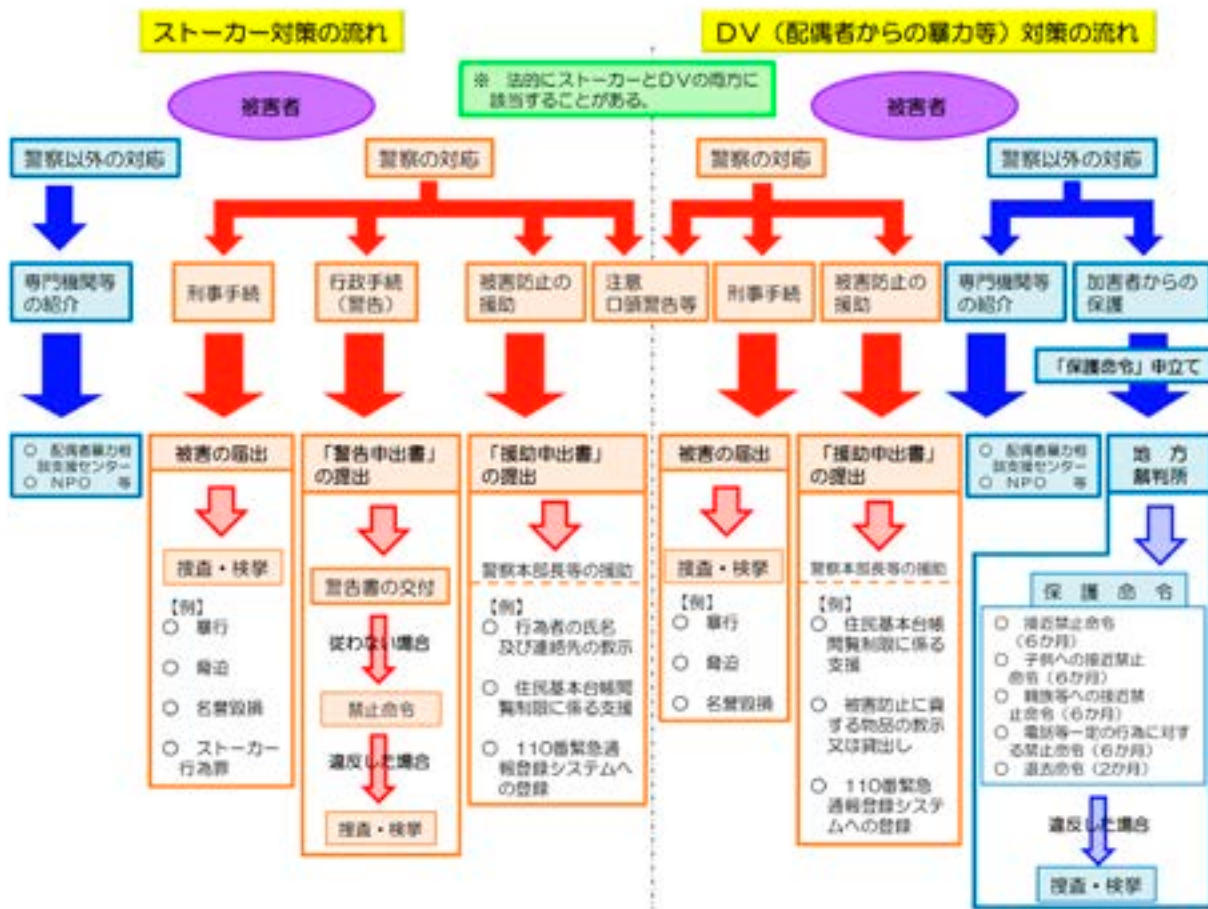 ストーカー対策の流れ
DV（配偶者からの暴力等）対策の流れ
※　法的にストーカーとDVの両方に
該当することがある。
被害者
被害者
警察以外の対応
警察の対応
警察の対応
警察以外の対応
専門機関等
の紹介
刑事手続
行政手続
（警告）
被害防止の
援助
注意
口頭警告等
刑事手続
被害防止の
援助
専門機関等
の紹介
加害者からの
保護
「保護命令」申立て
○　配偶者暴力相
談支援センター
○　NPO　等
被害の届出
捜査・検挙
【例】
○　暴行
○　脅迫
○　名誉毀損
○　ストーカー
行為罪
「警告申出書」
の提出
警告書の交付
従わない場合
禁止命令
違反した場合
捜査・検挙
「援助申出書」
の提出
警察本部長等の援助
【例】
○　行為者の氏名
及び連絡先の教示
○　住民基本台帳閲
覧制限に係る支援
○　110番緊急通
報登録システムへ
の登録
被害の届出
捜査・検挙
【例】
○　暴行
○　脅迫
○　名誉毀損
「援助申出書」
の提出
警察本部長等の援助
【例】
○　住民基本台帳
閲覧制限に係る
支援
○　被害防止に資
する物品の教示
又は貸出し
○　110番緊急
通報登録システ
ムへの登録
○　配偶者暴力相
談支援センター
○　NPO　等
地　方
裁判所
保　護　命　令
○　接近禁止命令
（6か月）
○　子供への接近禁止
命令（6か月）
○　親族等への接近禁
止命令（6か月）
○　電話等一定の行為に対す
る禁止命令（6か月）
○　退去命令（2か月）
違反した場合
捜査・検挙